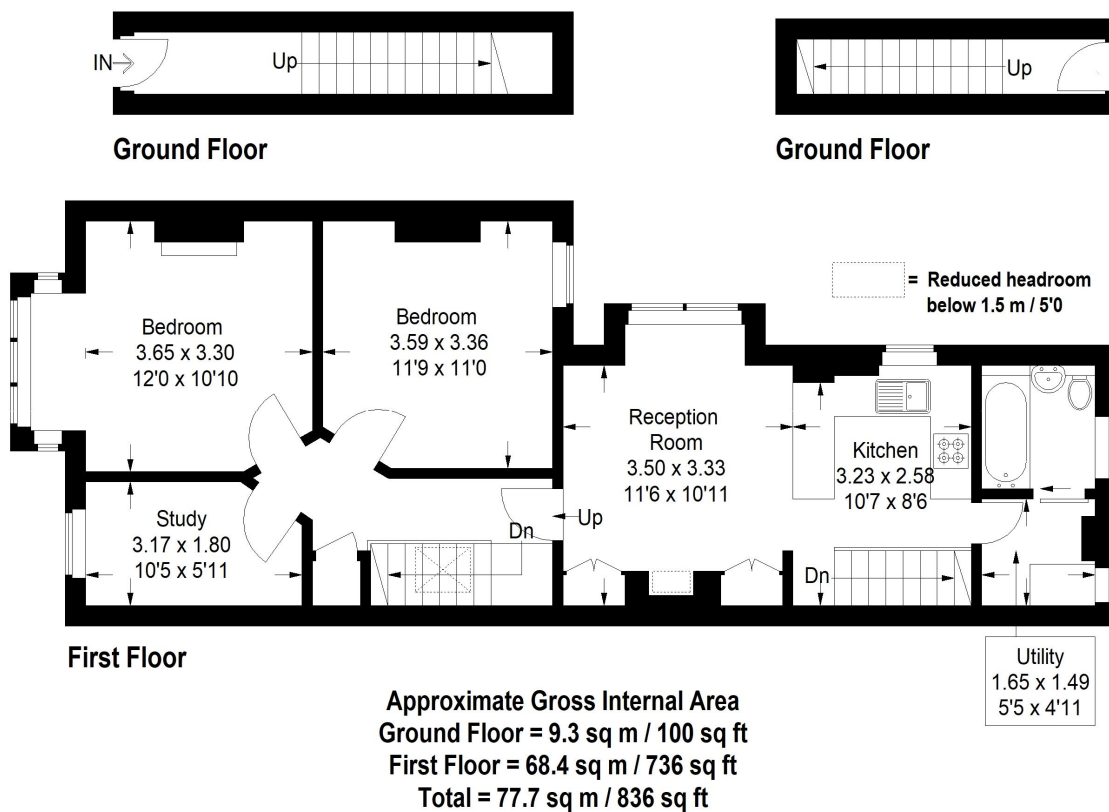 IN
Up
Ground Floor
Up
Ground Floor
= Reduced headroom
below 1.5 m / 5'0
Bedroom
3.65 x 3.30
12'0 x 10'10
Bedroom
3.59 x 3.36
11'9 x 11'0
Reception
Room
3.50 x 3.33
11'6 x 10'11
Kitchen
3.23 x 2.58
10'7 x 8'6
Study
3.17 x 1.80
10'5 x 5'11
Dn
Up
Dn
Utility
1.65 x 1.49
5'5 x 4'11
First Floor
Approximate Gross Internal Area
Ground Floor = 9.3 sq m / 100 sq ft
First Floor = 68.4 sq m / 736 sq ft
Total = 77.7 sq m / 836 sq ft